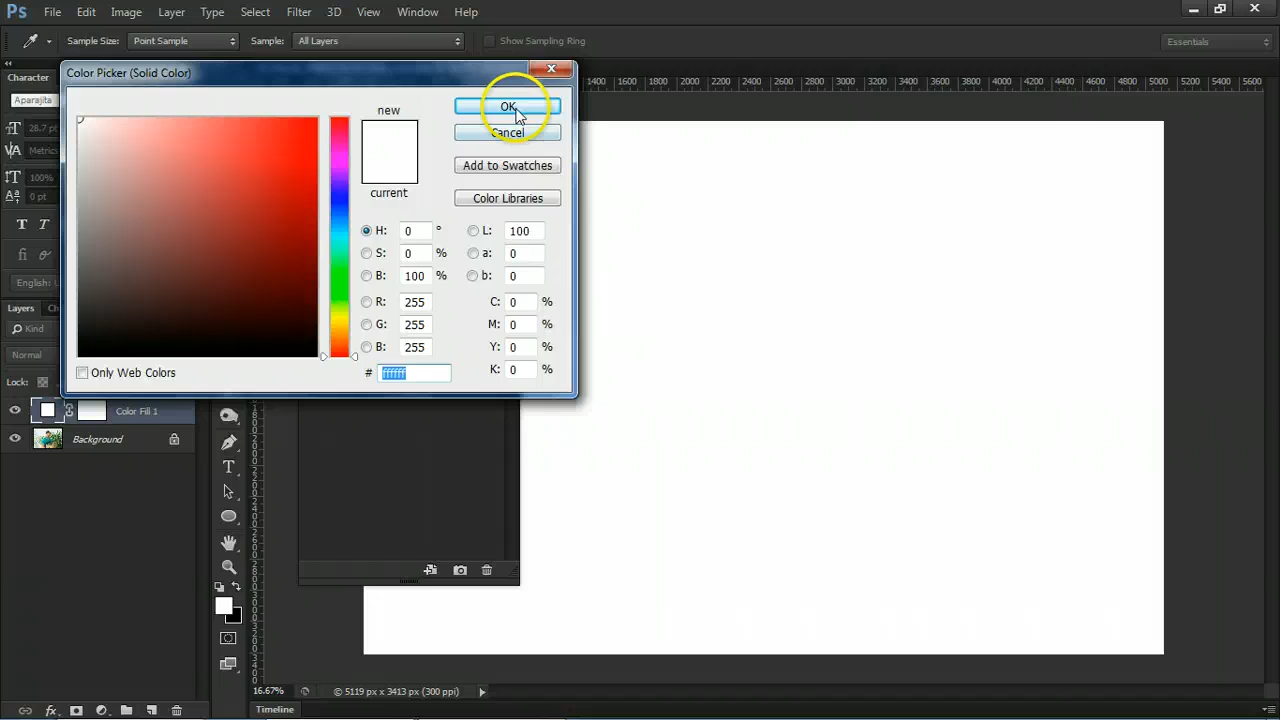 Ps File Edit Image Layer Type Select Filter 3D View Window Help
Sample Size: Point Sample Sample: All Layers Show Sampling Ring Essentials
Character
Aparajita
28.7 pt
Metrics
100%
0 pt
T T
fi
English:
Layers
Kind
Normal
Lock:
Color Fill 1
Background
Color Picker (Solid Color)
new
current
OK
Cancel
Add to Swatches
Color Libraries
H: 0 ° L: 100
S: 0 % a: 0
B: 100 % b: 0
R: 255 C: 0 %
G: 255 M: 0 %
B: 255 Y: 0 %
# ffffff K: 0 %
Only Web Colors
1400 1600 1800 2000 2200 2400 2600 2800 3000 3200 3400 3600 3800 4000 4200 4400 4600 4800 5000 5200 5400 5600
T
16.67% © 5119 px x 3413 px (300 ppi)
fx
Timeline